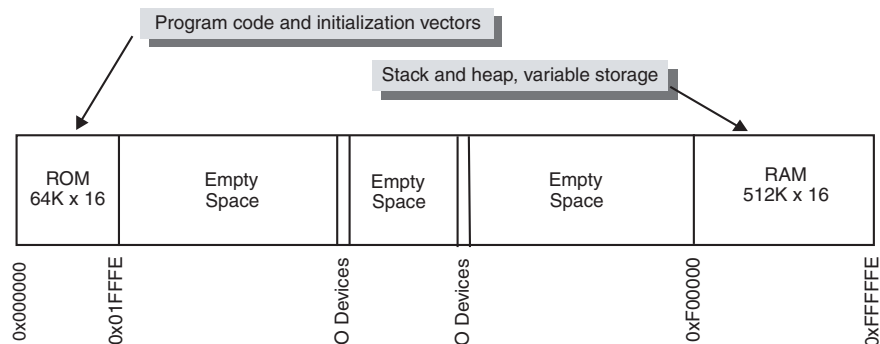 Program code and initialization vectors
Stack and heap, variable storage
ROM
64K x 16
Empty
Space
Empty
Space
Empty
Space
RAM
512K x 16
0x000000
0x01FFFE
O Devices
O Devices
0xF00000
0xFFFFFE